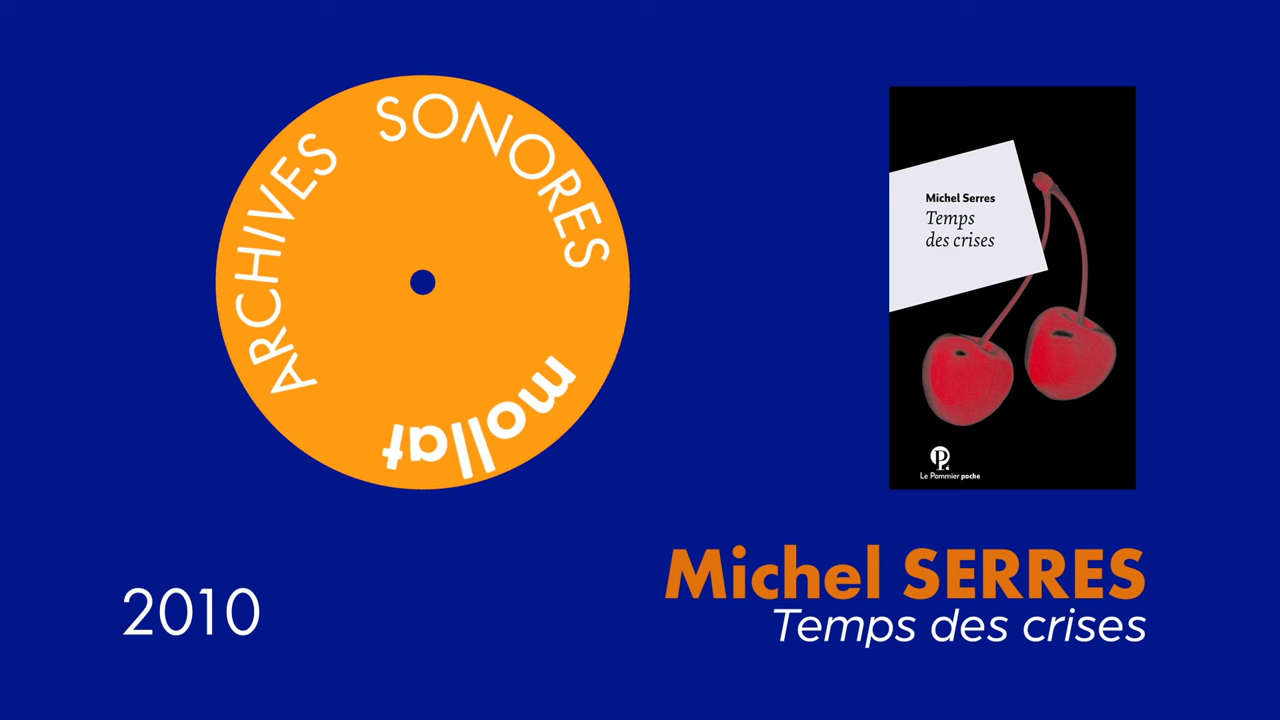 ARCHIVES SONORES
mollat
Michel Serres
Temps
des crises
Le Pommier poche
2010
Michel SERRES
Temps des crises